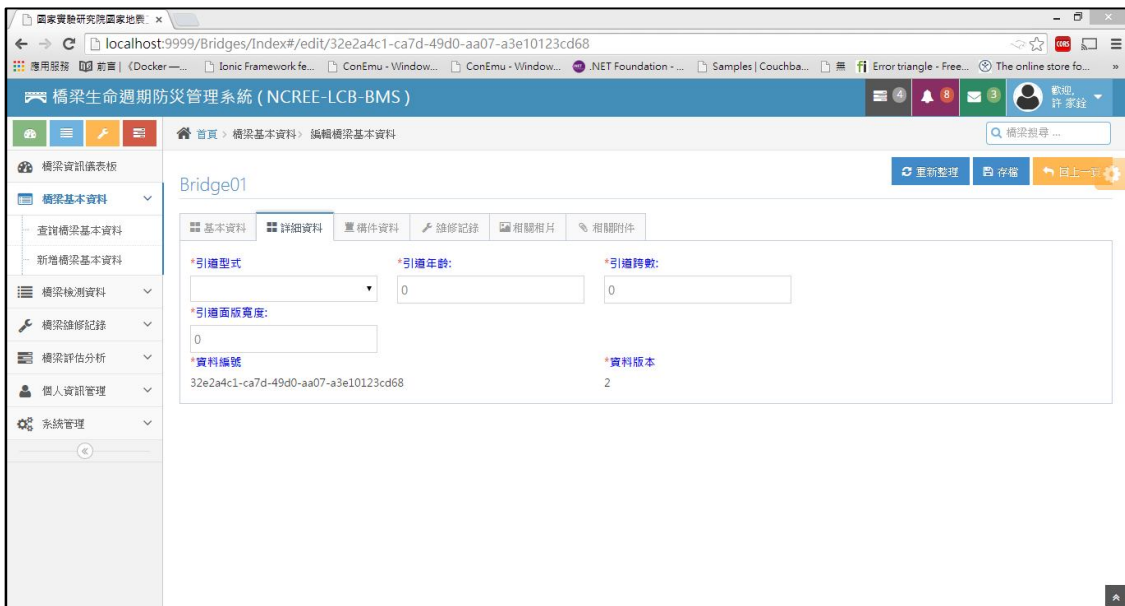 國家實驗研究院國家地震
localhost:9999/Bridges/Index#/edit/32e2a4c1-ca7d-49d0-aa07-a3e10123cd68
CORS
應用服務 前言 | 《Docker —... Ionic Framework fe... ConEmu - Window... ConEmu - Window... .NET Foundation - ... Samples | Couchba... 無 Error triangle - Free... The online store fo... »
橋梁生命週期防災管理系統 ( NCREE-LCB-BMS )
4 8 3 歡迎,
許 家銓
首頁 › 橋梁基本資料 › 編輯橋梁基本資料
橋梁搜尋 ...
橋梁資訊儀表板
橋梁基本資料
查詢橋梁基本資料
新增橋梁基本資料
橋梁檢測資料
橋梁維修紀錄
橋梁評估分析
個人資訊管理
系統管理
重新整理 存檔 回上一頁
Bridge01
基本資料 詳細資料 構件資料 維修記錄 相關相片 相關附件
*引道型式 *引道年齡: *引道跨數:
0 0
*引道面版寬度:
0
*資料編號 *資料版本
32e2a4c1-ca7d-49d0-aa07-a3e10123cd68 2